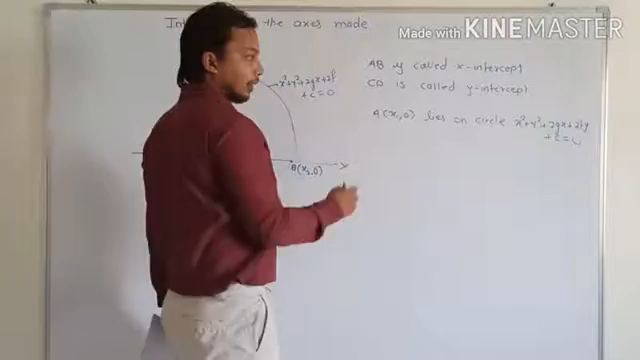 Made with KINEMASTER
Int the axes made
AB is called x-intercept
CD is called y-intercept
x²+y²+2gx+2fy
+c=0
A(x₁,0) lies on circle x²+y²+2gx+2fy
+c=0
B(x₂,0)